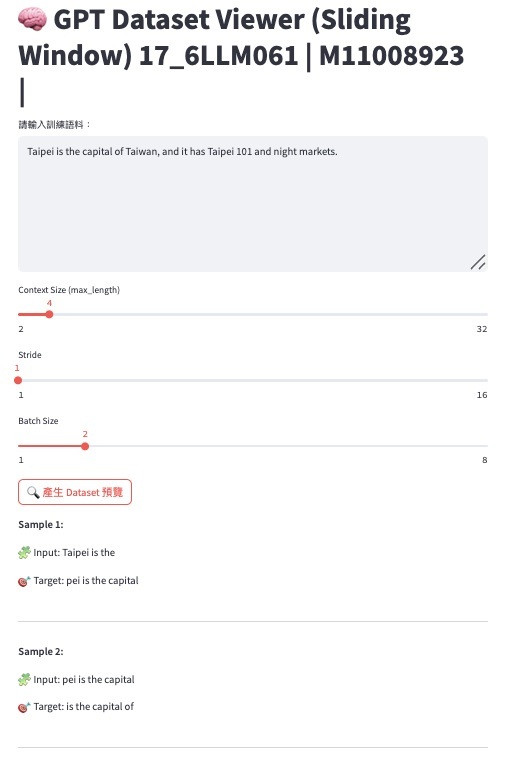 🧠 GPT Dataset Viewer (Sliding
Window) 17_6LLM061 | M11008923
|
請輸入訓練語料：
Taipei is the capital of Taiwan, and it has Taipei 101 and night markets.
Context Size (max_length)
4
2 32
Stride
1
1 16
Batch Size
2
1 8
🔍 產生 Dataset 預覽
Sample 1:
🧩 Input: Taipei is the
🎯 Target: pei is the capital
Sample 2:
🧩 Input: pei is the capital
🎯 Target: is the capital of